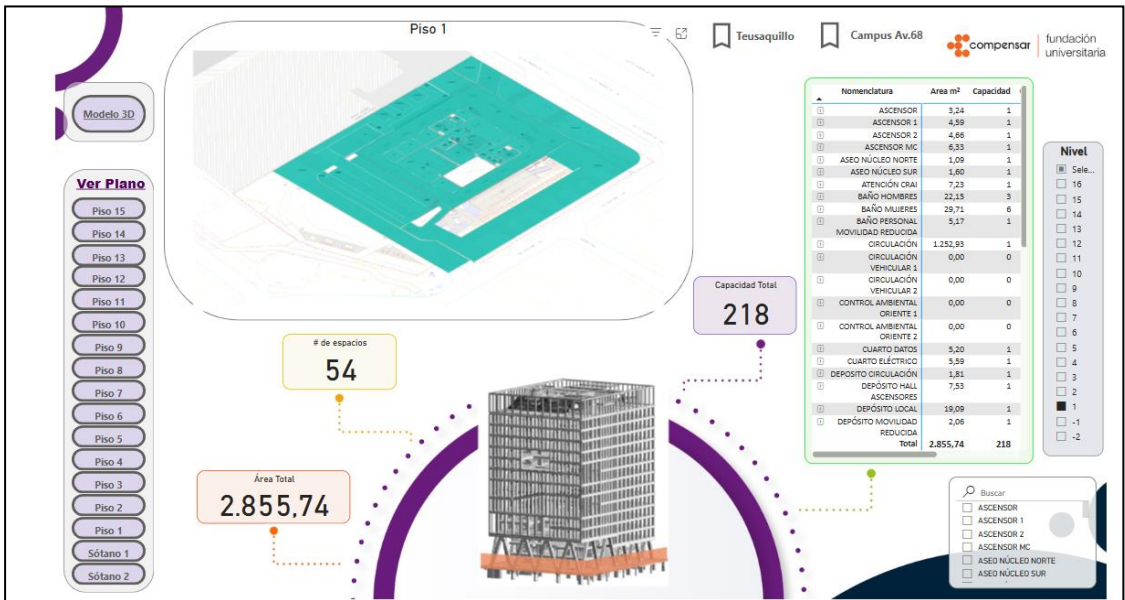 Piso 1
Teusaquillo
Campus Av.68
compensar
fundación
universitaria
Modelo 3D
Ver Plano
Piso 15
Piso 14
Piso 13
Piso 12
Piso 11
Piso 10
Piso 9
Piso 8
Piso 7
Piso 6
Piso 5
Piso 4
Piso 3
Piso 2
Piso 1
Sótano 1
Sótano 2
# de espacios
54
Área Total
2.855,74
Capacidad Total
218
Nomenclatura Area m² Capacidad
ASCENSOR 3,24 1
ASCENSOR 1 4,59 1
ASCENSOR 2 4,66 1
ASCENSOR MC 6,33 1
ASEO NÚCLEO NORTE 1,09 1
ASEO NÚCLEO SUR 1,60 1
ATENCIÓN CRAI 7,23 1
BAÑO HOMBRES 22,15 3
BAÑO MUJERES 29,71 6
BAÑO PERSONAL 5,17 1
MOVILIDAD REDUCIDA
CIRCULACIÓN 1.252,93 1
CIRCULACIÓN 0,00 0
VEHICULAR 1
CIRCULACIÓN 0,00 0
VEHICULAR 2
CONTROL AMBIENTAL 0,00 0
ORIENTE 1
CONTROL AMBIENTAL 0,00 0
ORIENTE 2
CUARTO DATOS 5,20 1
CUARTO ELÉCTRICO 5,59 1
DEPOSITO CIRCULACIÓN 1,81 1
DEPÓSITO HALL 7,53 1
ASCENSORES
DEPÓSITO LOCAL 19,09 1
DEPÓSITO MOVILIDAD 2,06 1
REDUCIDA
Total 2.855,74 218
Nivel
Sele...
16
15
14
13
12
11
10
9
8
7
6
5
4
3
2
1
-1
-2
Buscar
ASCENSOR
ASCENSOR 1
ASCENSOR 2
ASCENSOR MC
ASEO NÚCLEO NORTE
ASEO NÚCLEO SUR